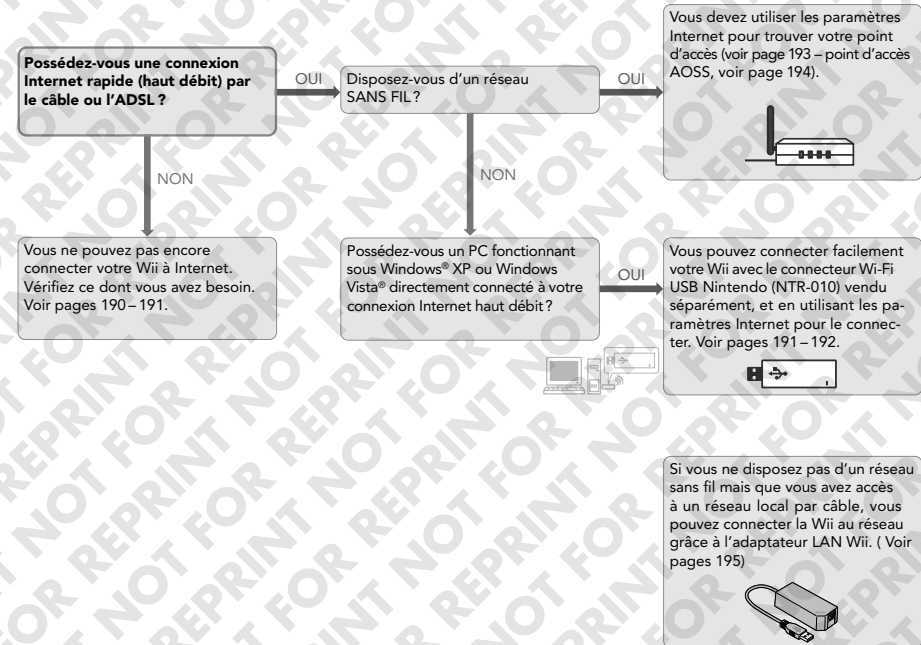 Possédez-vous une connexion
Internet rapide (haut débit) par
le câble ou l'ADSL ?
OUI
Disposez-vous d'un réseau
SANS FIL ?
OUI
Vous devez utiliser les paramètres
Internet pour trouver votre point
d'accès (voir page 193 – point d'accès
AOSS, voir page 194).
NON
NON
Vous ne pouvez pas encore
connecter votre Wii à Internet.
Vérifiez ce dont vous avez besoin.
Voir pages 190 – 191.
Possédez-vous un PC fonctionnant
sous Windows® XP ou Windows
Vista® directement connecté à votre
connexion Internet haut débit ?
OUI
Vous pouvez connecter facilement
votre Wii avec le connecteur Wi-Fi
USB Nintendo (NTR-010) vendu
séparément, et en utilisant les pa-
ramètres Internet pour le connec-
ter. Voir pages 191 – 192.
Si vous ne disposez pas d'un réseau
sans fil mais que vous avez accès
à un réseau local par câble, vous
pouvez connecter la Wii au réseau
grâce à l'adaptateur LAN Wii. ( Voir
pages 195)
NOT FOR REPRINT